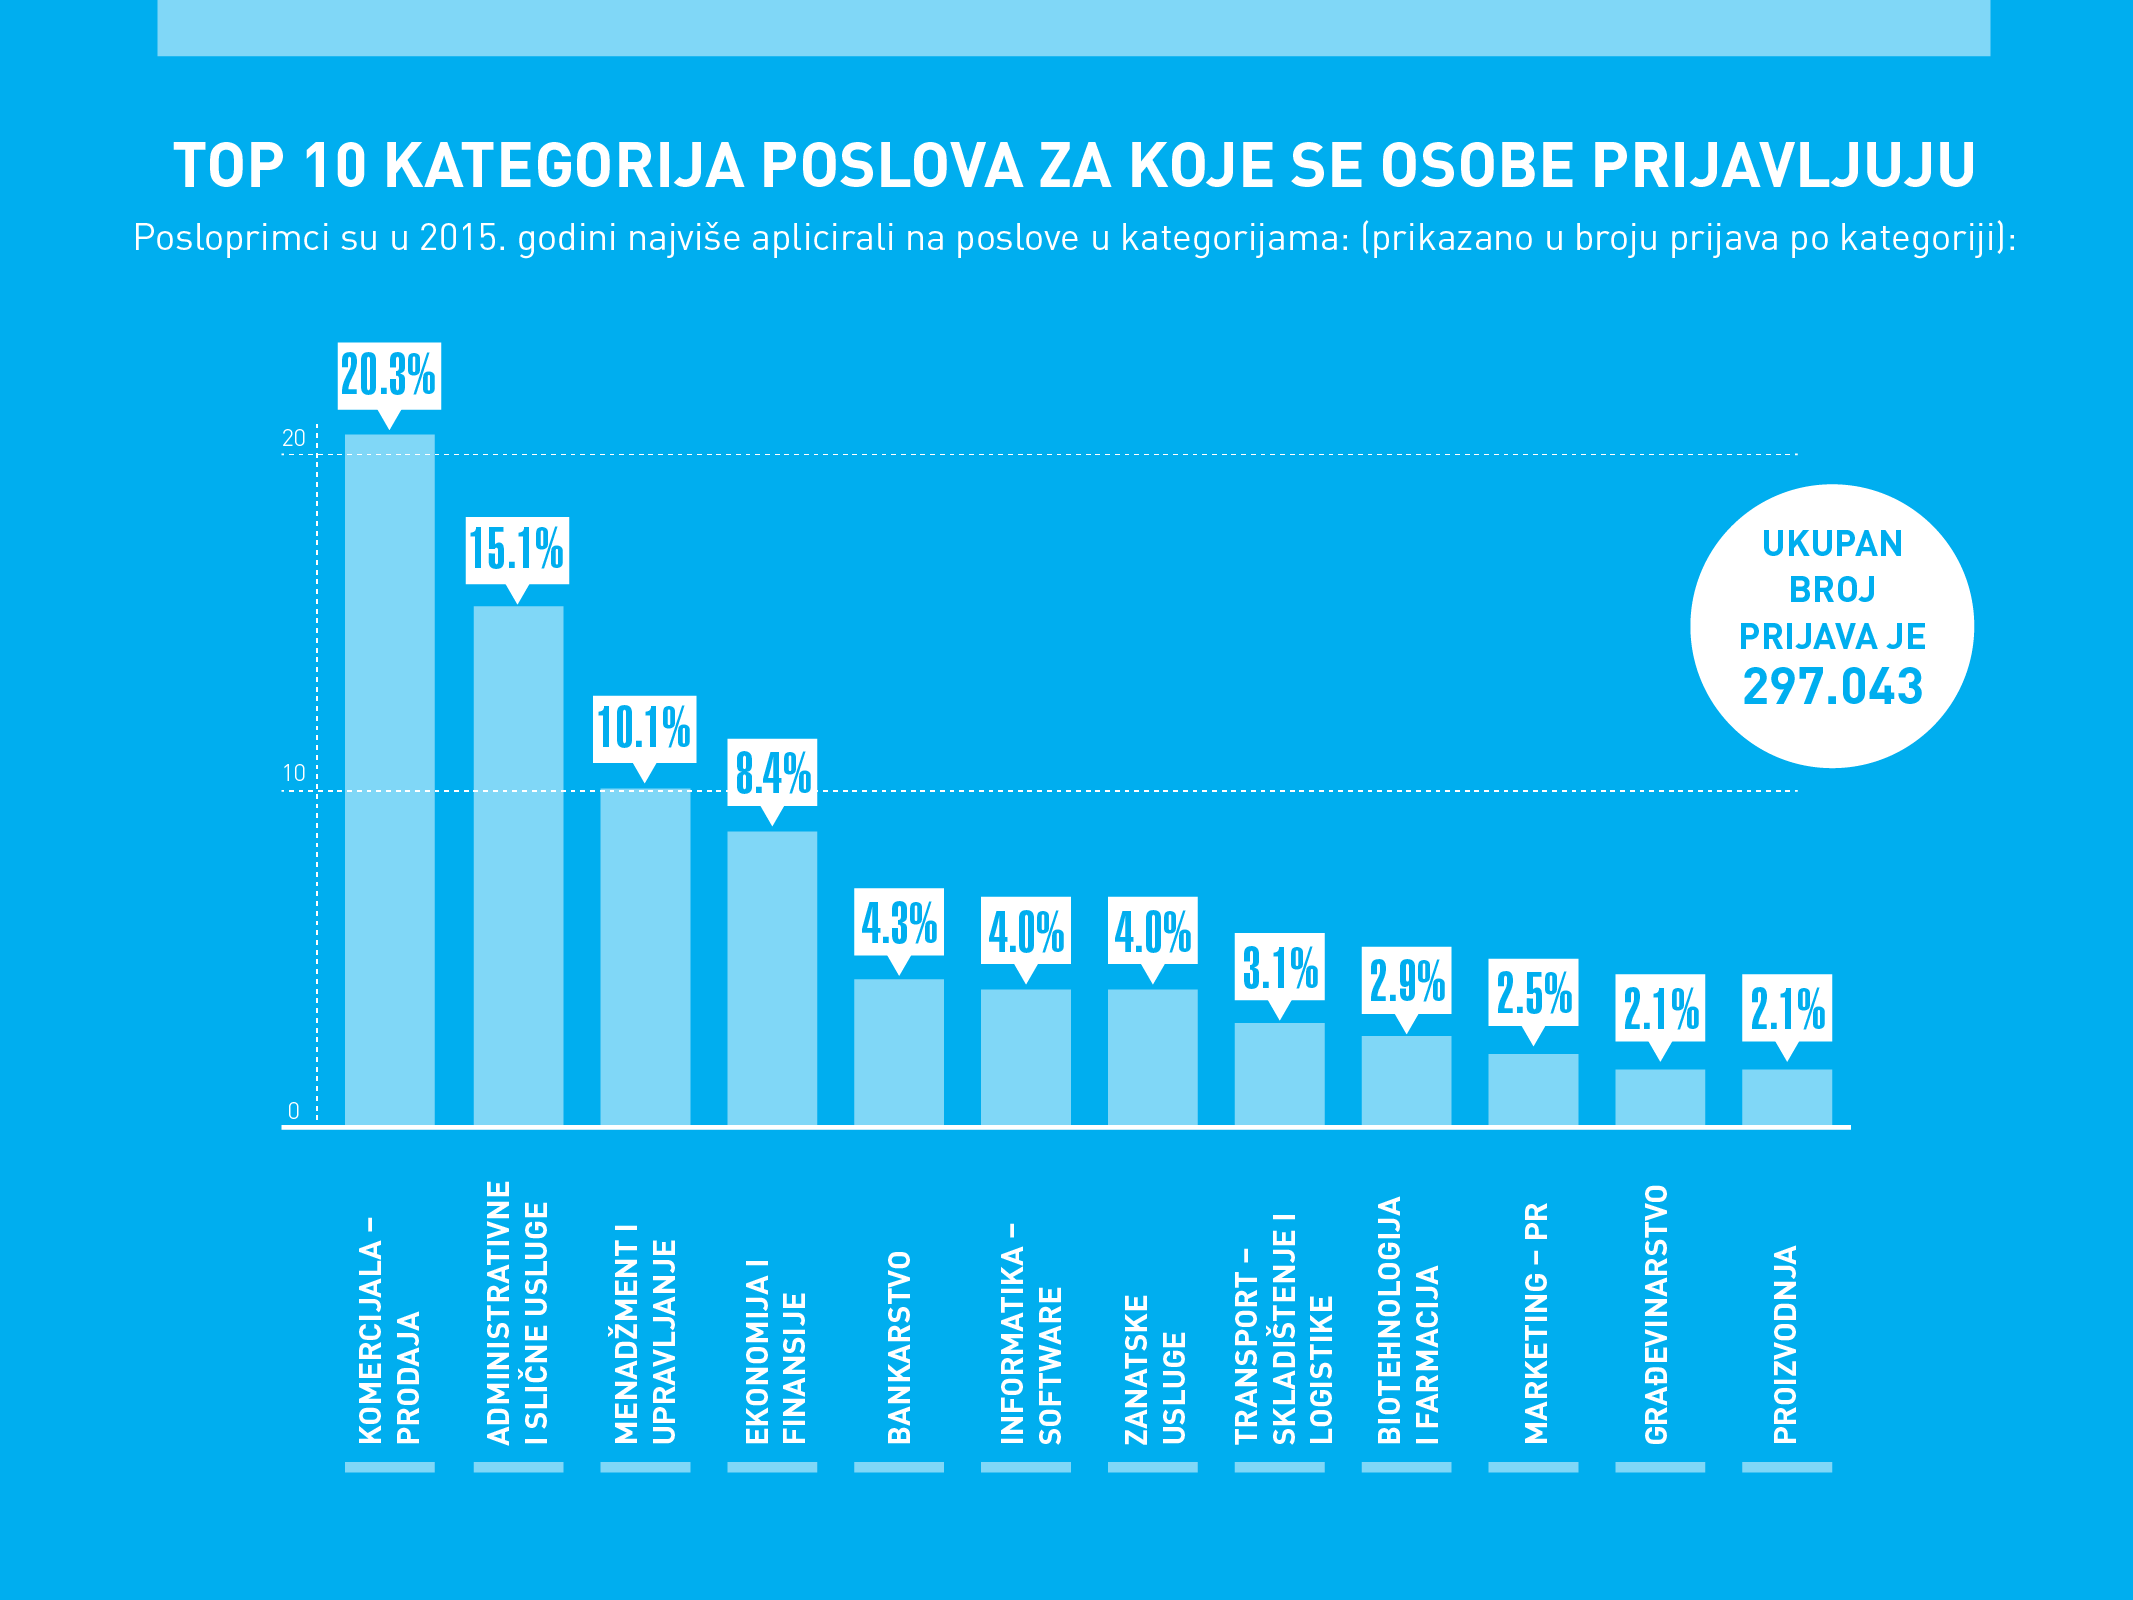 TOP 10 KATEGORIJA POSLOVA ZA KOJE SE OSOBE PRIJAVLJUJU
Posloprimci su u 2015. godini najviše aplicirali na poslove u kategorijama: (prikazano u broju prijava po kategoriji):
20.3%
15.1%
10.1%
8.4%
4.3%
4.0%
4.0%
3.1%
2.9%
2.5%
2.1%
2.1%
20
10
0
UKUPAN
BROJ
PRIJAVA JE
297.043
KOMERCIJALA –
PRODAJA
ADMINISTRATIVNE
I SLIČNE USLUGE
MENADŽMENT I
UPRAVLJANJE
EKONOMIJA I
FINANSIJE
BANKARSTVO
INFORMATIKA –
SOFTWARE
ZANATSKE
USLUGE
TRANSPORT –
SKLADIŠTENJE I
LOGISTIKE
BIOTEHNOLOGIJA
I FARMACIJA
MARKETING – PR
GRAĐEVINARSTVO
PROIZVODNJA